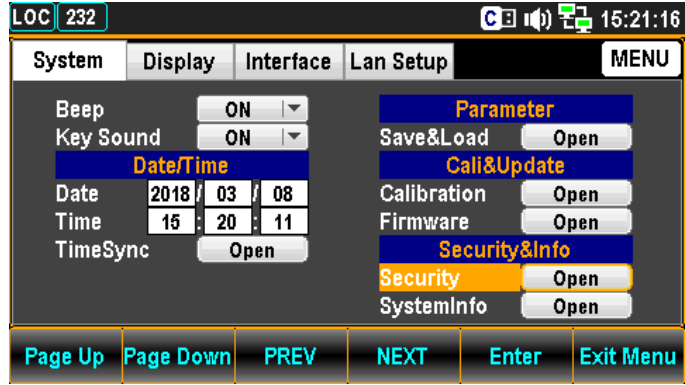 LOC 232 C 15:21:16
System Display Interface Lan Setup MENU
Beep ON
Key Sound ON
Date/Time
Date 2018 / 03 / 08
Time 15 : 20 : 11
TimeSync Open
Parameter
Save&Load Open
Cali&Update
Calibration Open
Firmware Open
Security&Info
Security Open
SystemInfo Open
Page Up Page Down PREV NEXT Enter Exit Menu